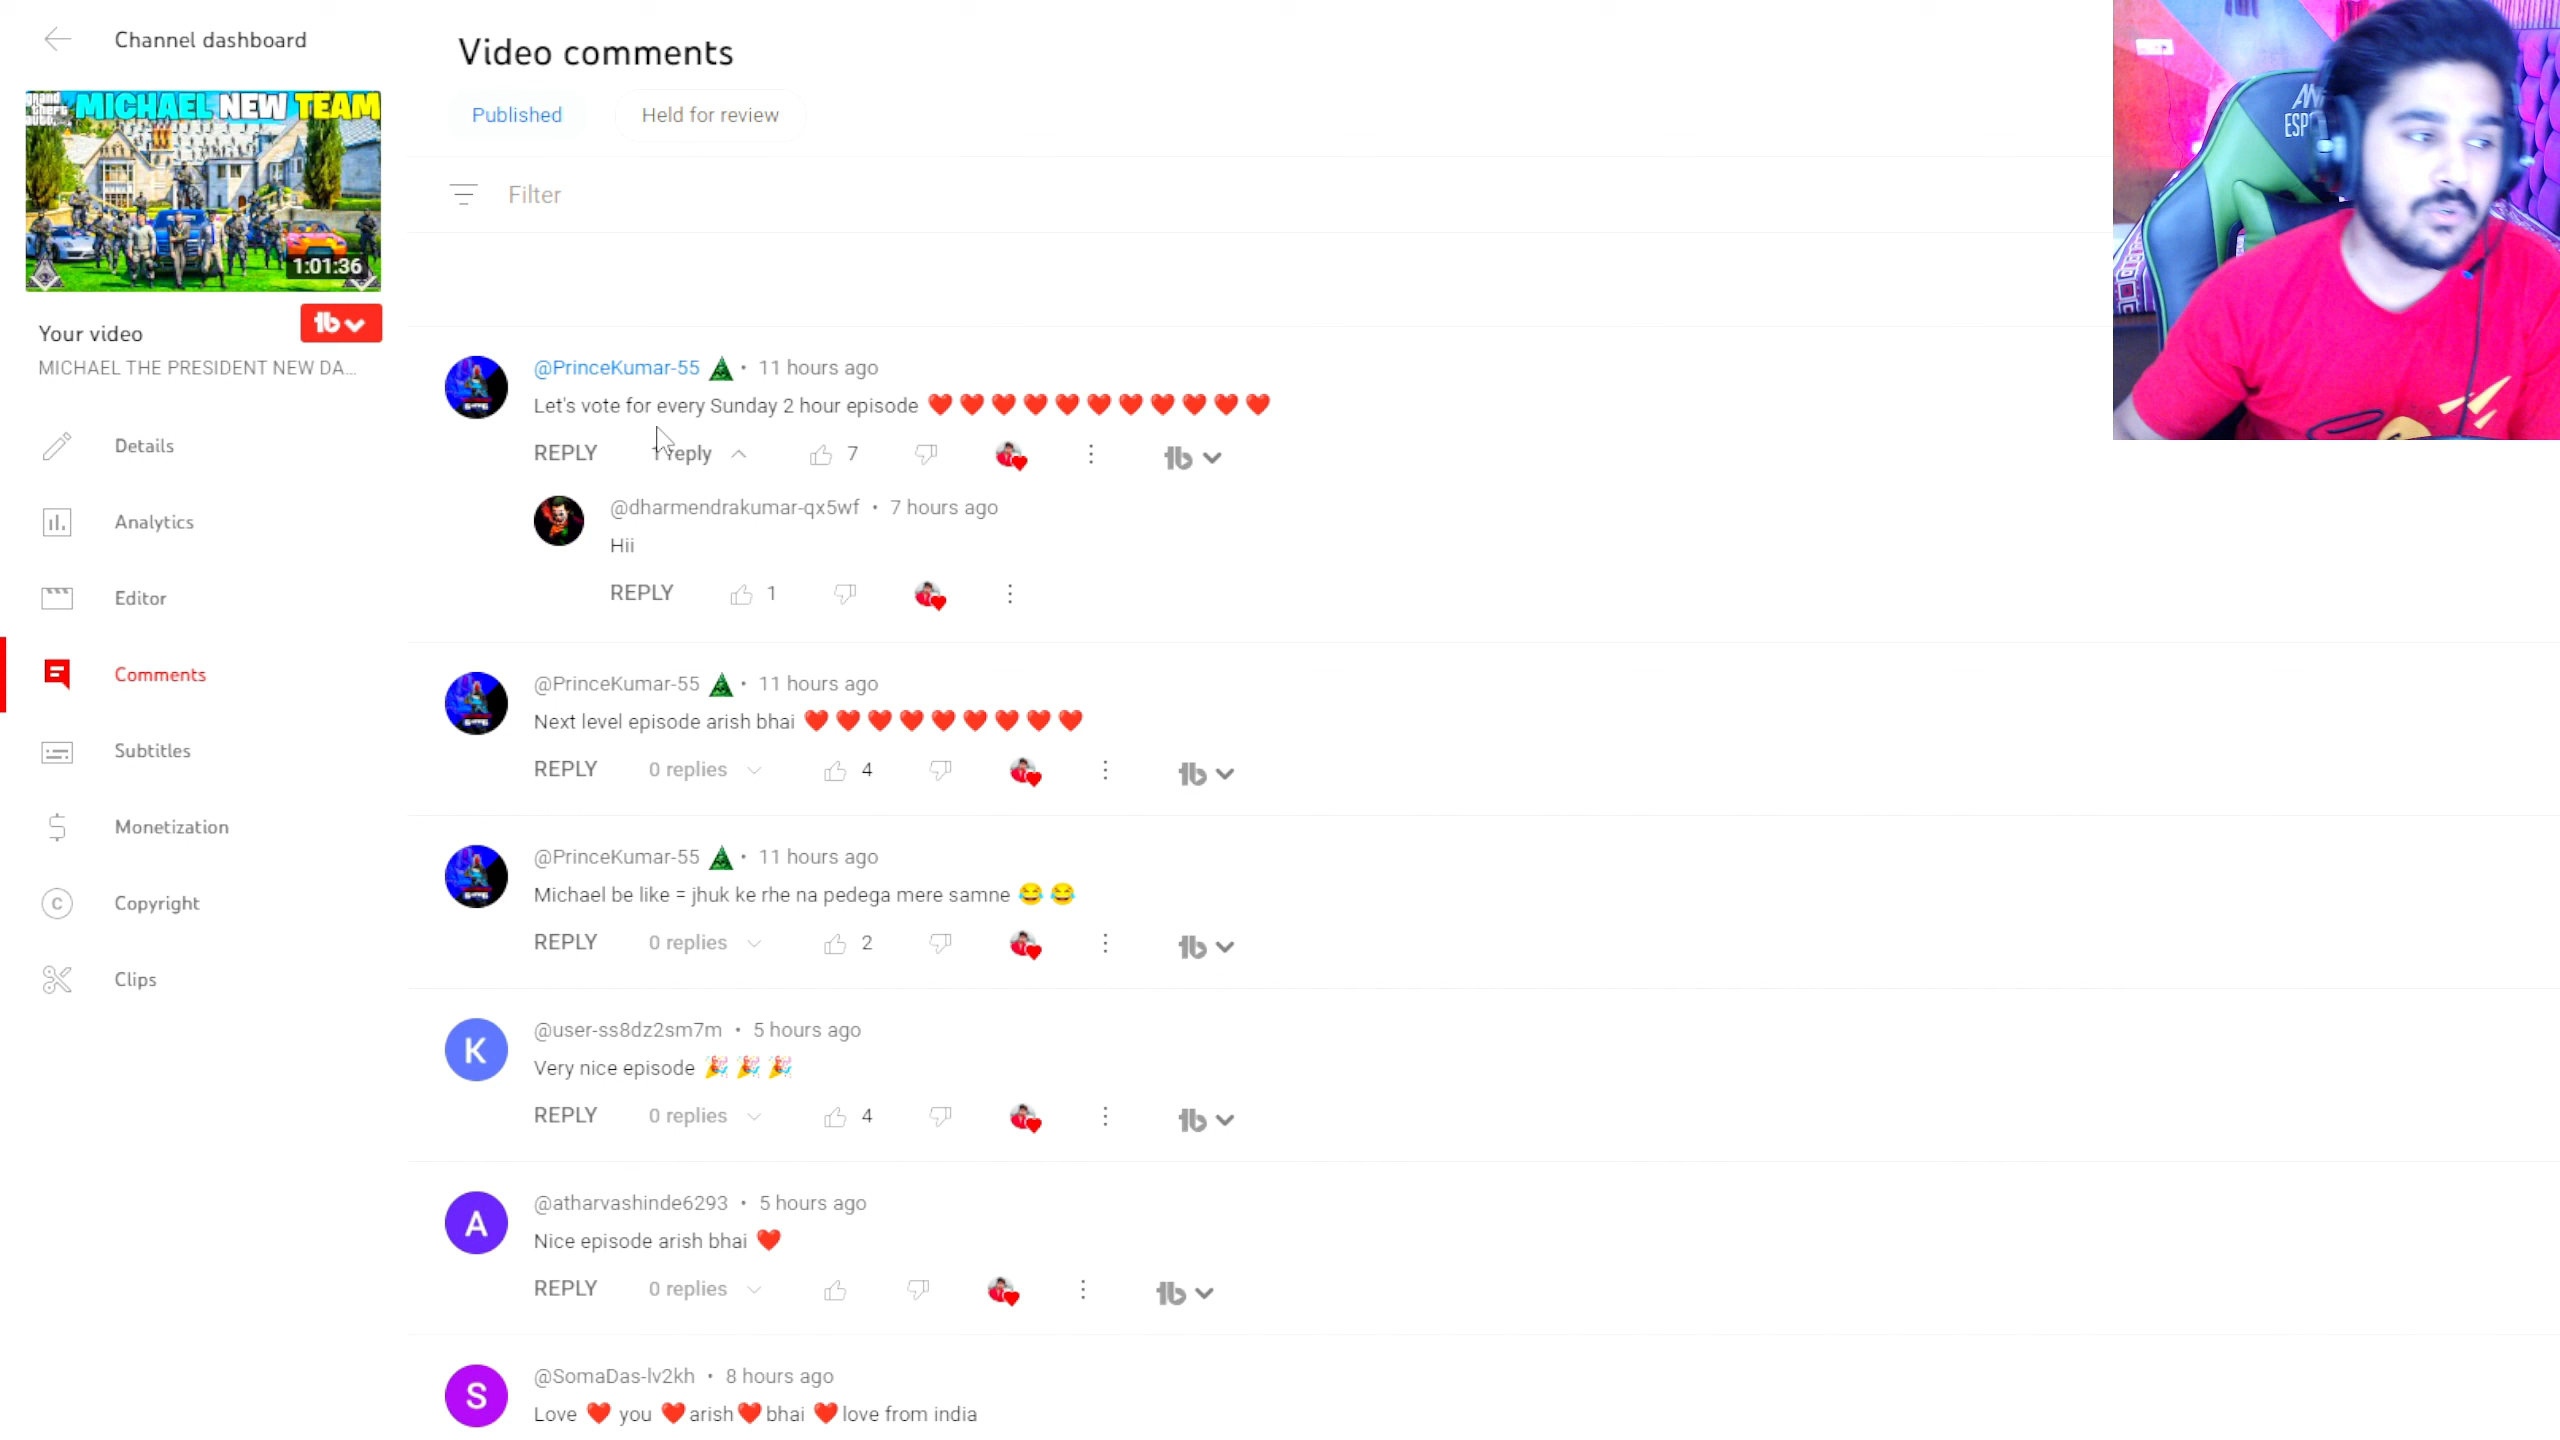 Channel dashboard
grand
theft
auto
MICHAEL NEW TEAM
1:01:36
Your video
MICHAEL THE PRESIDENT NEW DA...
Details
Analytics
Editor
Comments
Subtitles
Monetization
Copyright
Clips
Video comments
Published
Held for review
Filter
@PrinceKumar-55 • 11 hours ago
Let's vote for every Sunday 2 hour episode ❤️❤️❤️❤️❤️❤️❤️❤️❤️❤️❤️
REPLY 1 reply 7
@dharmendrakumar-qx5wf • 7 hours ago
Hii
REPLY 1
@PrinceKumar-55 • 11 hours ago
Next level episode arish bhai ❤️❤️❤️❤️❤️❤️❤️❤️❤️
REPLY 0 replies 4
@PrinceKumar-55 • 11 hours ago
Michael be like = jhuk ke rhe na pedega mere samne 😂😂
REPLY 0 replies 2
@user-ss8dz2sm7m • 5 hours ago
K
Very nice episode 🎉🎉🎉
REPLY 0 replies 4
@atharvashinde6293 • 5 hours ago
A
Nice episode arish bhai ❤️
REPLY 0 replies
@SomaDas-lv2kh • 8 hours ago
S
Love ❤️ you ❤️arish❤️bhai ❤️love from india